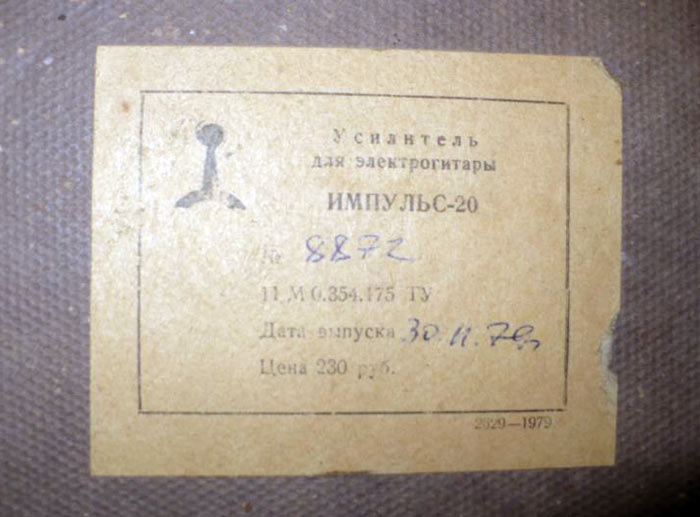 Усилитель
для электрогитары
ИМПУЛЬС-20
№ 8872
11 М 0.354.175 ТУ
Дата выпуска 30.11.79г
Цена 230 руб.
2829—1979